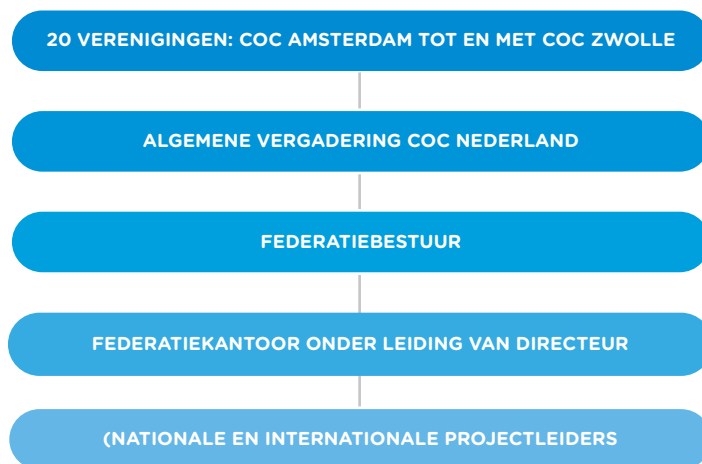 20 VERENIGINGEN: COC AMSTERDAM TOT EN MET COC ZWOLLE
ALGEMENE VERGADERING COC NEDERLAND
FEDERATIEBESTUUR
FEDERATIEKANTOOR ONDER LEIDING VAN DIRECTEUR
(NATIONALE EN INTERNATIONALE PROJECTLEIDERS